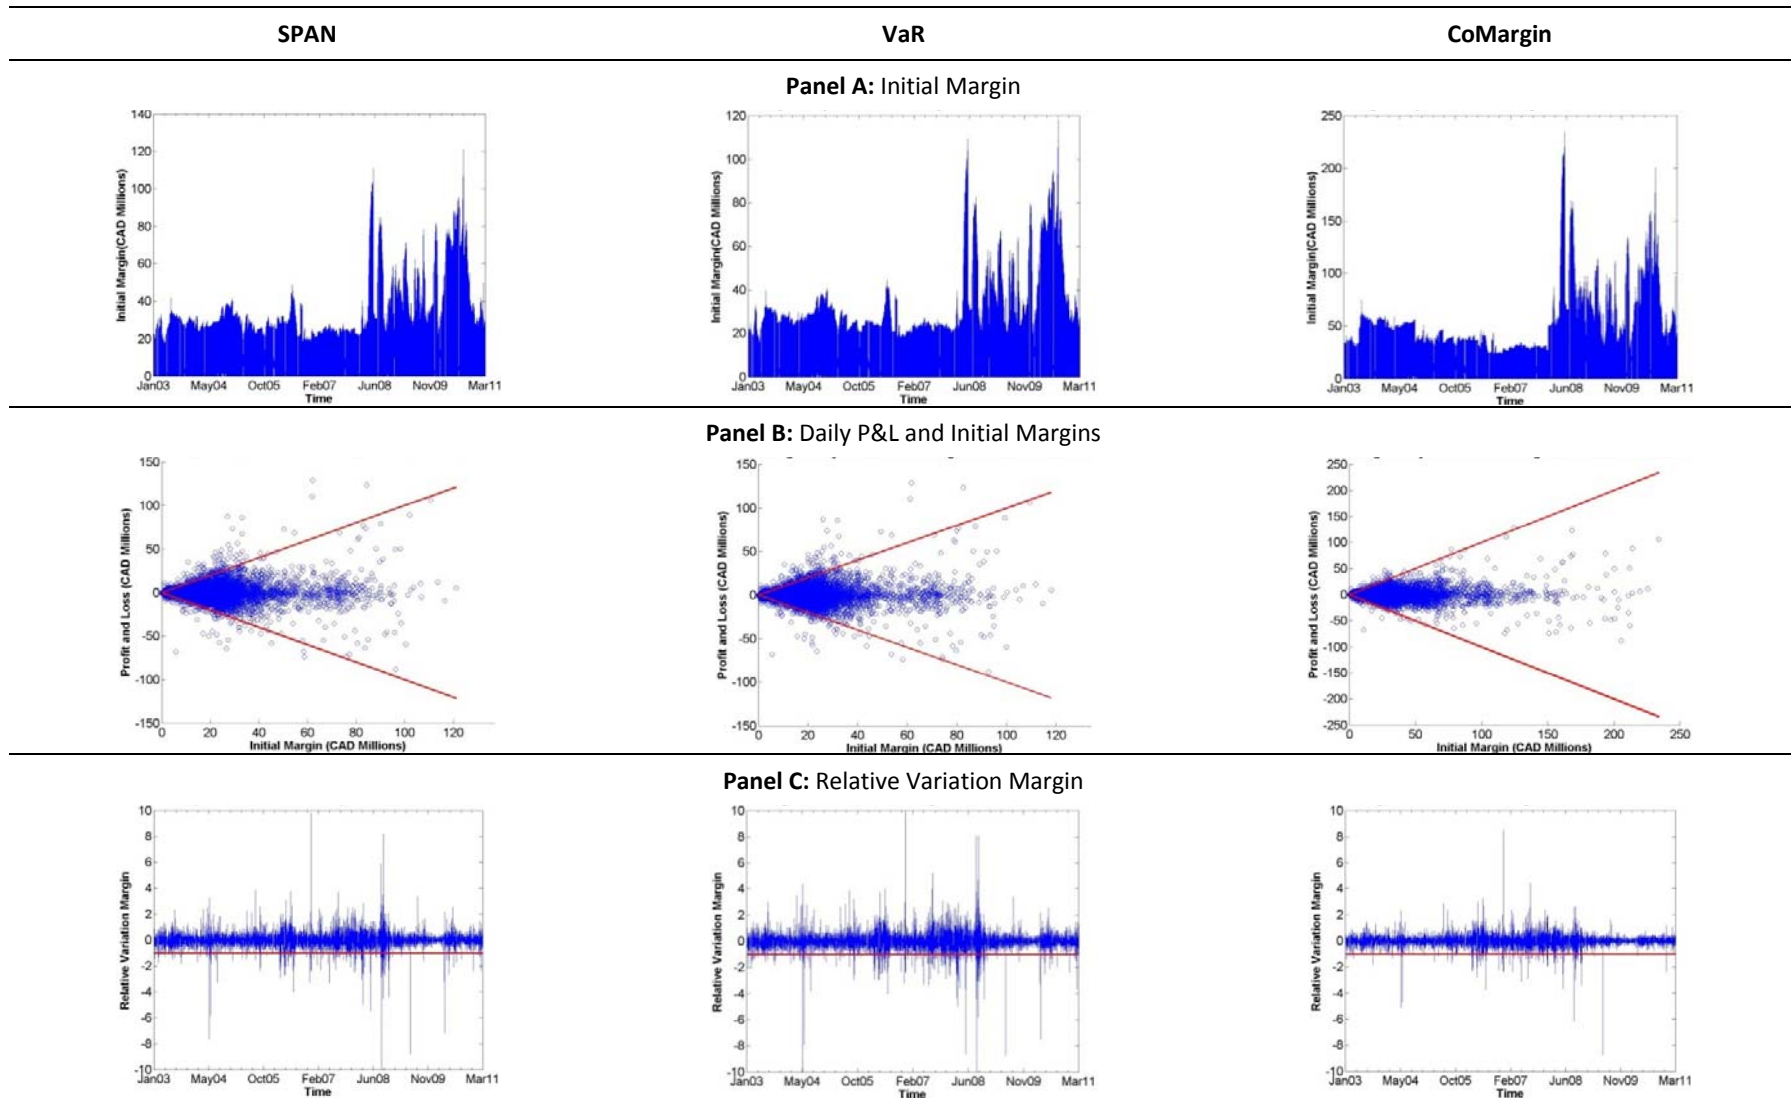 SPAN VaR CoMargin
Panel A: Initial Margin
140
120
100
80
60
40
20
0
Initial Margin(CAD Millions)
Jan03 May04 Oct05 Feb07 Jun08 Nov09 Mar11
Time
120
100
80
60
40
20
0
Initial Margin(CAD Millions)
Jan03 May04 Oct05 Feb07 Jun08 Nov09 Mar11
Time
250
200
150
100
50
0
Initial Margin(CAD Millions)
Jan03 May04 Oct05 Feb07 Jun08 Nov09 Mar11
Time
Panel B: Daily P&L and Initial Margins
150
100
50
0
-50
-100
-150
Profit and Loss (CAD Millions)
0 20 40 60 80 100 120
Initial Margin (CAD Millions)
150
100
50
0
-50
-100
-150
Profit and Loss (CAD Millions)
0 20 40 60 80 100 120
Initial Margin (CAD Millions)
250
200
150
100
50
0
-50
-100
-150
-200
-250
Profit and Loss (CAD Millions)
0 50 100 150 200 250
Initial Margin (CAD Millions)
Panel C: Relative Variation Margin
10
8
6
4
2
0
-2
-4
-6
-8
-10
Relative Variation Margin
Jan03 May04 Oct05 Feb07 Jun08 Nov09 Mar11
Time
10
8
6
4
2
0
-2
-4
-6
-8
-10
Relative Variation Margin
Jan03 May04 Oct05 Feb07 Jun08 Nov09 Mar11
Time
10
8
6
4
2
0
-2
-4
-6
-8
-10
Relative Variation Margin
Jan03 May04 Oct05 Feb07 Jun08 Nov09 Mar11
Time